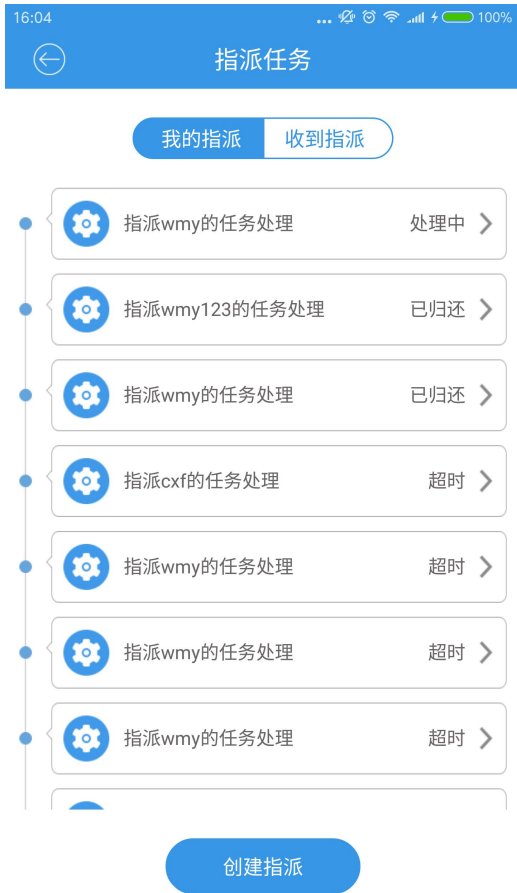 16:04
... 100%
指派任务
我的指派 收到指派
指派wmy的任务处理 处理中
指派wmy123的任务处理 已归还
指派wmy的任务处理 已归还
指派cxf的任务处理 超时
指派wmy的任务处理 超时
指派wmy的任务处理 超时
指派wmy的任务处理 超时
创建指派